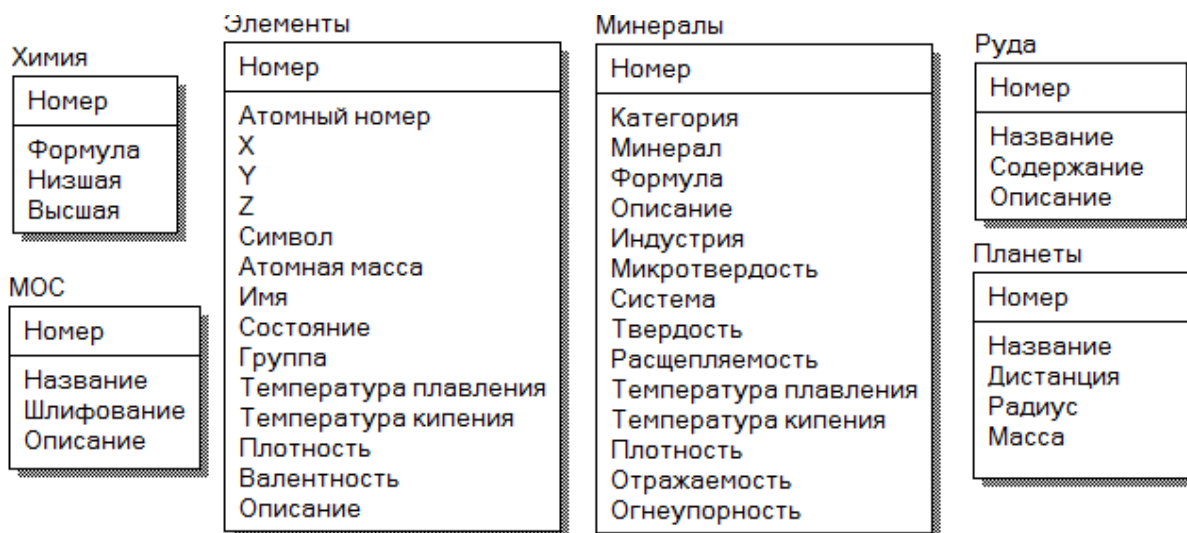 Химия
Номер
Формула
Низшая
Высшая
МОС
Номер
Название
Шлифование
Описание
Элементы
Номер
Атомный номер
X
Y
Z
Символ
Атомная масса
Имя
Состояние
Группа
Температура плавления
Температура кипения
Плотность
Валентность
Описание
Минералы
Номер
Категория
Минерал
Формула
Описание
Индустрия
Микротвердость
Система
Твердость
Расщепляемость
Температура плавления
Температура кипения
Плотность
Отражаемость
Огнеупорность
Руда
Номер
Название
Содержание
Описание
Планеты
Номер
Название
Дистанция
Радиус
Масса